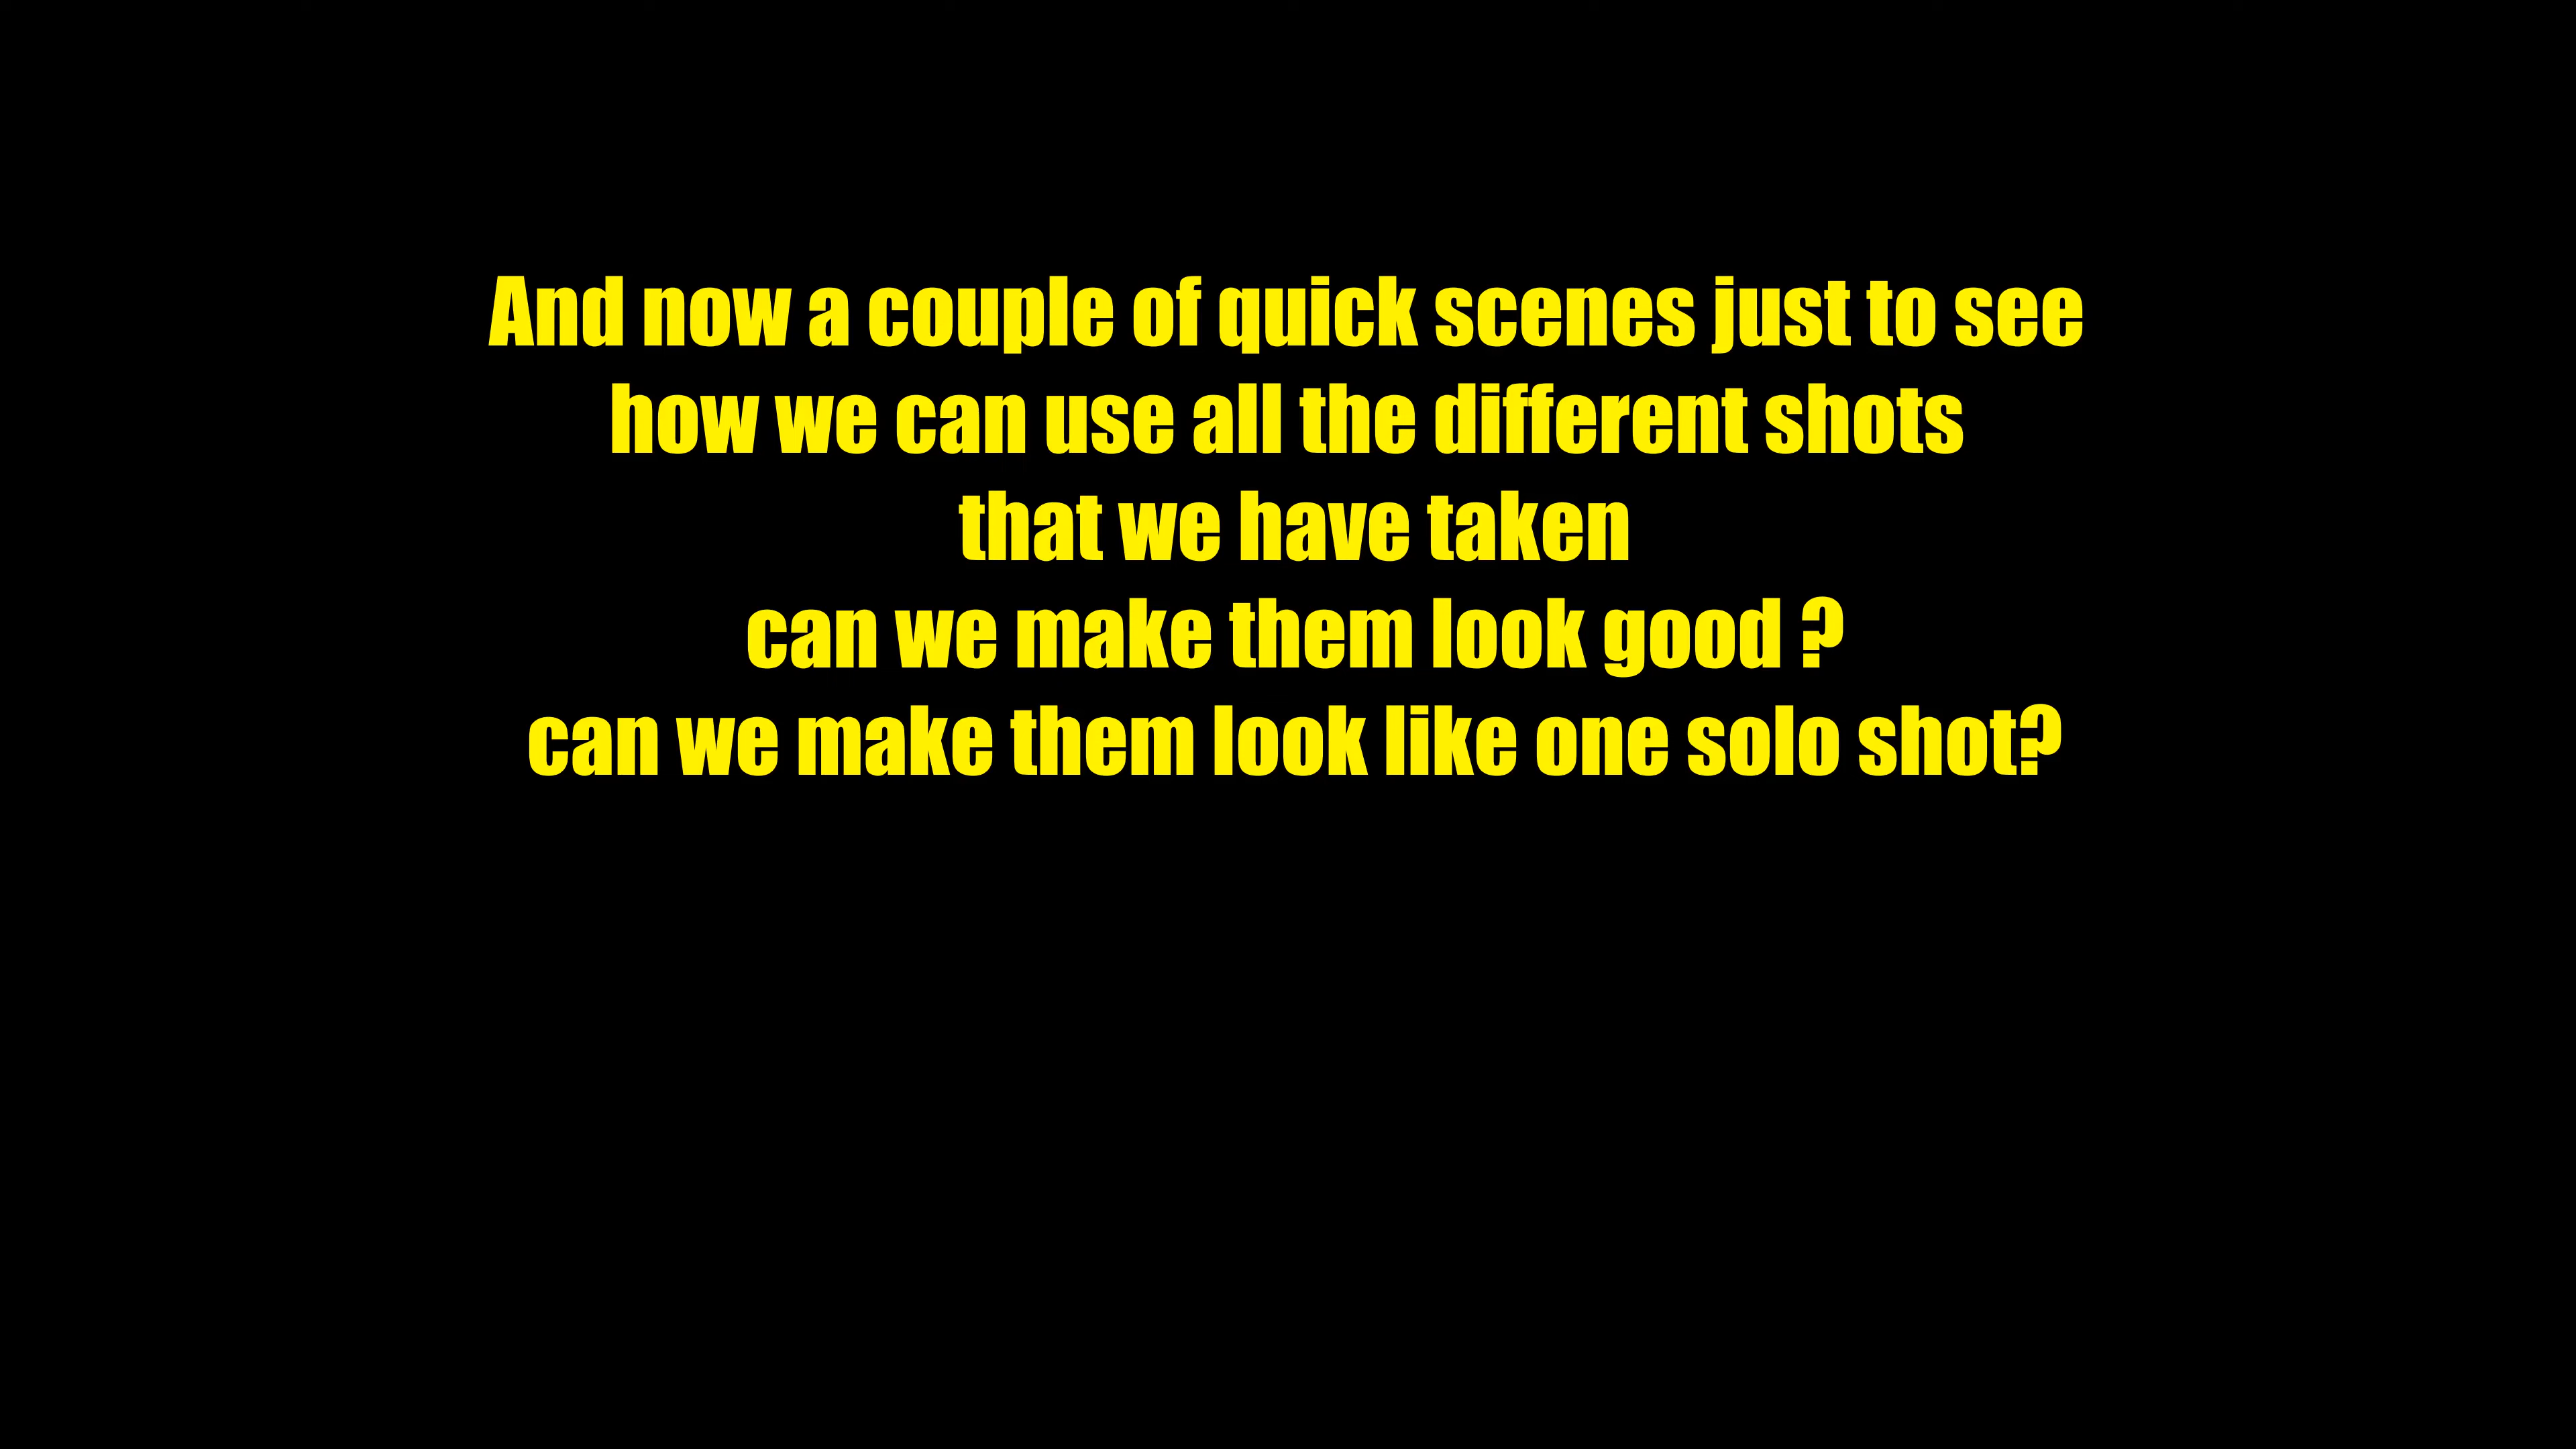 And now a couple of quick scenes just to see
how we can use all the different shots
that we have taken
can we make them look good ?
can we make them look like one solo shot?